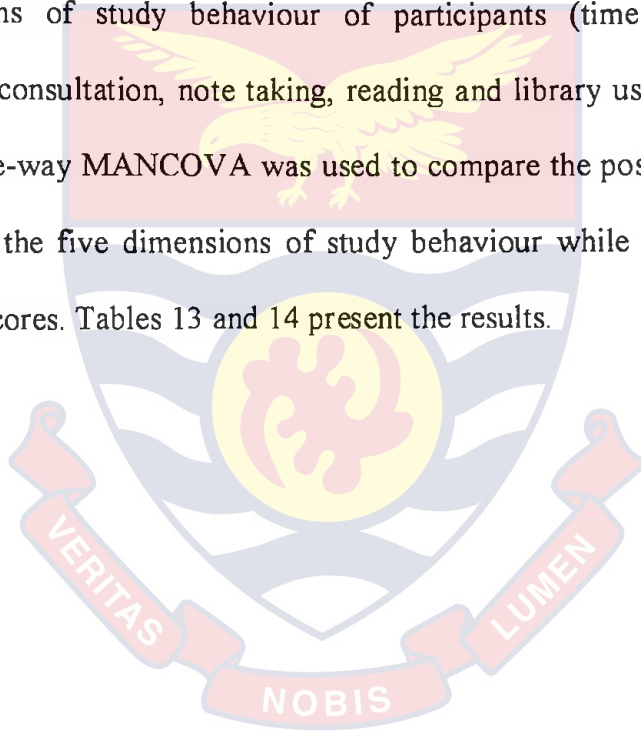 ns of study behaviour of participants (time
consultation, note taking, reading and library us
e-way MANCOVA was used to compare the pos
the five dimensions of study behaviour while
cores. Tables 13 and 14 present the results.
VERITAS
NOBIS
LUMEN